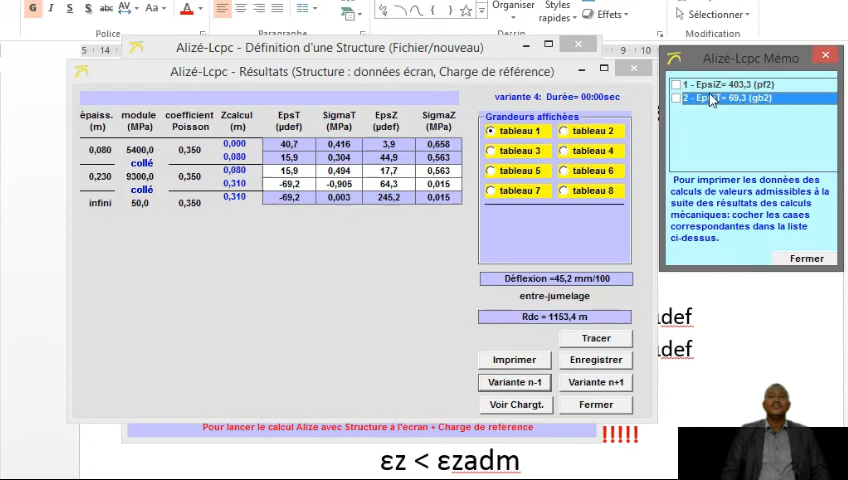 G I S abc Aa A
Organiser
Styles
rapides
Effets
Sélectionner
Police
Paragraphe
Dessin
5 14
9 10
Alizé-Lcpc - Définition d'une Structure (Fichier/nouveau)
Alizé-Lcpc - Résultats (Structure : données écran, Charge de référence)
variante 4: Durée= 00:00sec
épaiss. module coefficient Zcalcul EpsT SigmaT EpsZ SigmaZ
(m) (MPa) Poisson (m) (µdef) (MPa) (µdef) (MPa)
0,000 40,7 0,416 3,9 0,658
0,080 5400,0 0,350
collé 0,080 15,9 0,304 44,9 0,563
0,080 15,9 0,494 17,7 0,563
0,230 9300,0 0,350
collé 0,310 -69,2 -0,905 64,3 0,015
infini 50,0 0,350 0,310 -69,2 0,003 245,2 0,015
Grandeurs affichées
tableau 1 tableau 2
tableau 3 tableau 4
tableau 5 tableau 6
tableau 7 tableau 8
Déflexion =45,2 mm/100
entre-jumelage
Rdc = 1153,4 m
Tracer
Imprimer Enregistrer
Variante n-1 Variante n+1
Voir Chargt. Fermer
Alizé-Lcpc Mémo
1 - EpsiZ= 403,3 (pf2)
2 - EpsiT= 69,3 (gb2)
Pour imprimer les données des
calculs de valeurs admissibles à la
suite des résultats des calculs
mécaniques: cocher les cases
correspondantes dans la liste
ci-dessus.
Fermer
def
def
Pour lancer le calcul Alizé avec Structure à l'écran + Charge de référence
!!!!!
εz < εzadm